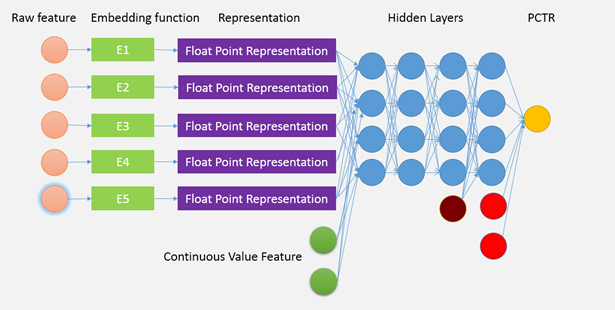 Raw feature Embedding function Representation Hidden Layers PCTR
E1 Float Point Representation
E2 Float Point Representation
E3 Float Point Representation
E4 Float Point Representation
E5 Float Point Representation
Continuous Value Feature